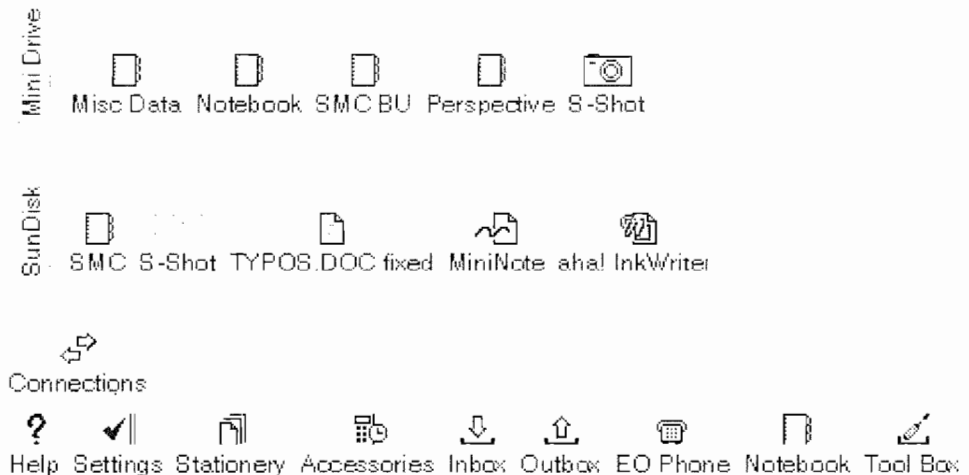 Mini Drive
Misc Data Notebook SMC BU Perspective S-Shot
SunDisk
SMC S-Shot TYPOS.DOC fixed MiniNote aha! InkWriter
Connections
Help Settings Stationery Accessories Inbox Outbox EO Phone Notebook Tool Box